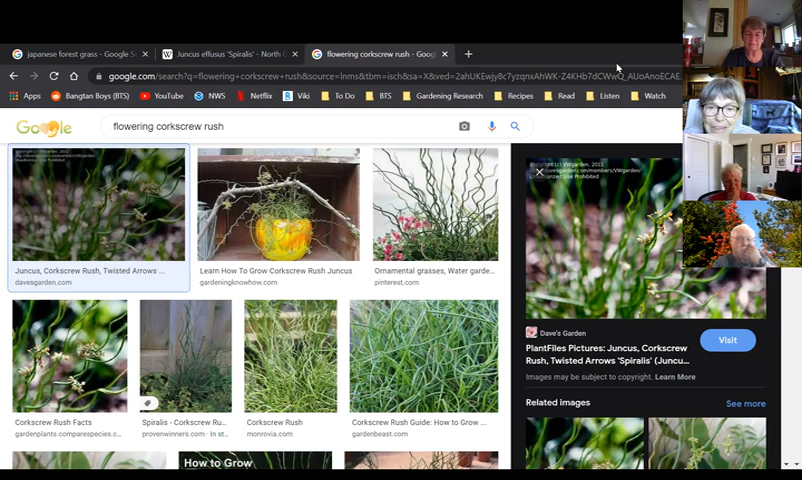 japanese forest grass - Google S
Juncus effusus 'Spiralis' - North C
flowering corkscrew rush - Goog
google.com/search?q=flowering+corkscrew+rush&source=lnms&tbm=isch&sa=X&ved=
Apps
Bangtan Boys (BTS)
YouTube
NWS
Netflix
Viki
To Do
BTS
Gardening Research
Recipes
Read
Listen
Watch
Google
flowering corkscrew rush
Juncus, Corkscrew Rush, Twisted Arrows ...
davesgarden.com
Learn How To Grow Corkscrew Rush Juncus
gardeningknowhow.com
Ornamental grasses, Water garde...
pinterest.com
Corkscrew Rush Facts
gardenplants.comparespecies.c...
Spiralis - Corkscrew Ru...
provenwinners.com · In st...
Corkscrew Rush
monrovia.com
Corkscrew Rush Guide: How to Grow ...
gardenbeast.com
How to Grow
Dave's Garden
PlantFiles Pictures: Juncus, Corkscrew
Rush, Twisted Arrows 'Spiralis' (Juncu...
Visit
Images may be subject to copyright. Learn More
Related images
See more